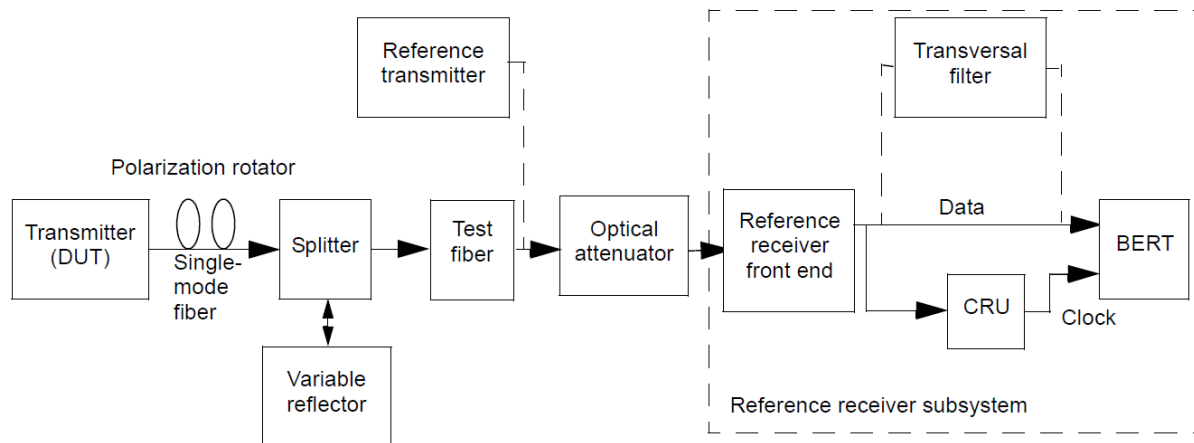 Reference
transmitter
Transversal
filter
Polarization rotator
Transmitter
(DUT)
Single-
mode
fiber
Splitter
Test
fiber
Optical
attenuator
Reference
receiver
front end
Data
BERT
CRU
Clock
Variable
reflector
Reference receiver subsystem